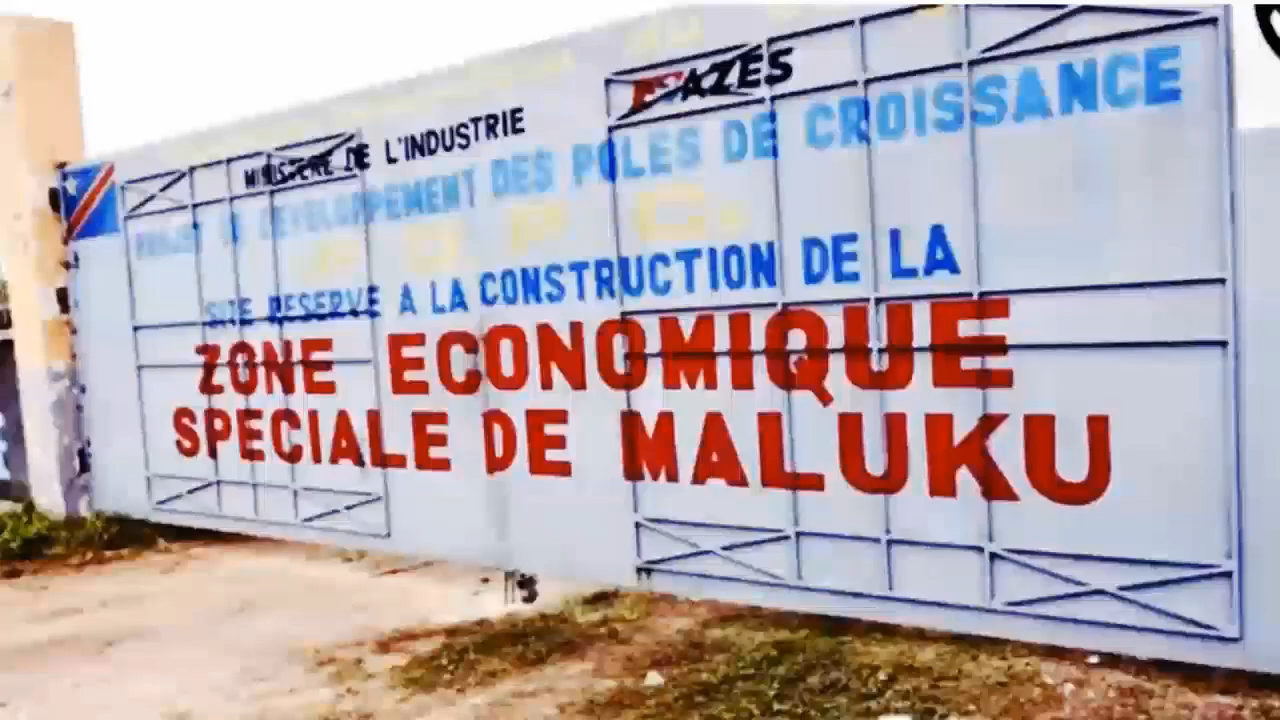 AZES
MINISTERE DE L'INDUSTRIE
PROJET DE DEVELOPPEMENT DES POLES DE CROISSANCE
P. C.
SITE RESERVE A LA CONSTRUCTION DE LA
ZONE ECONOMIQUE
SPECIALE DE MALUKU